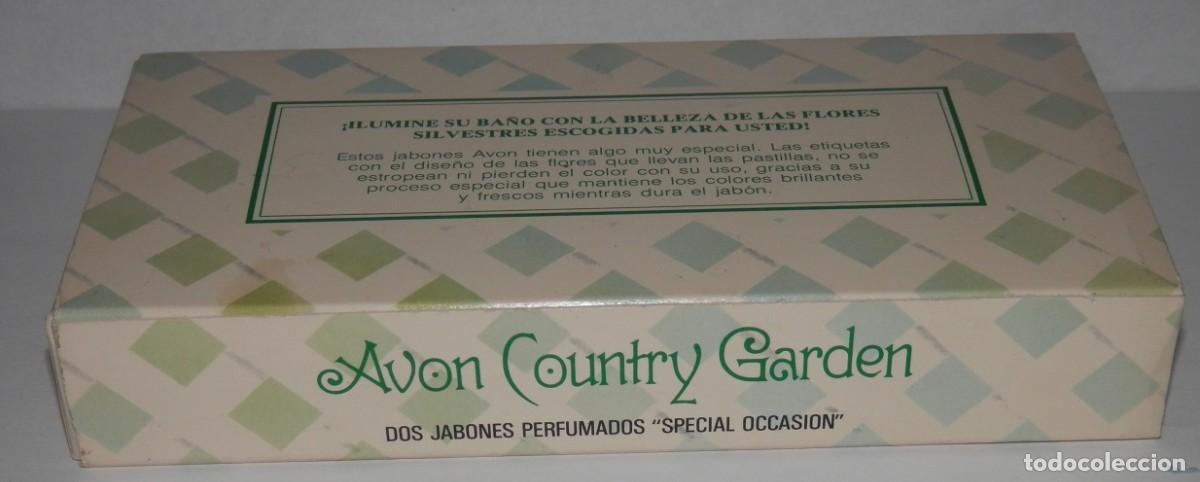 ¡ILUMINE SU BAÑO CON LA BELLEZA DE LAS FLORES
SILVESTRES ESCOGIDAS PARA USTED!
Estos jabones Avon tienen algo muy especial. Las etiquetas
con el diseño de las flores que llevan las pastillas, no se
estropean ni pierden el color con su uso, gracias a su
proceso especial que mantiene los colores brillantes
y frescos mientras dura el jabón.
Avon Country Garden
DOS JABONES PERFUMADOS "SPECIAL OCCASION"
todocoleccion